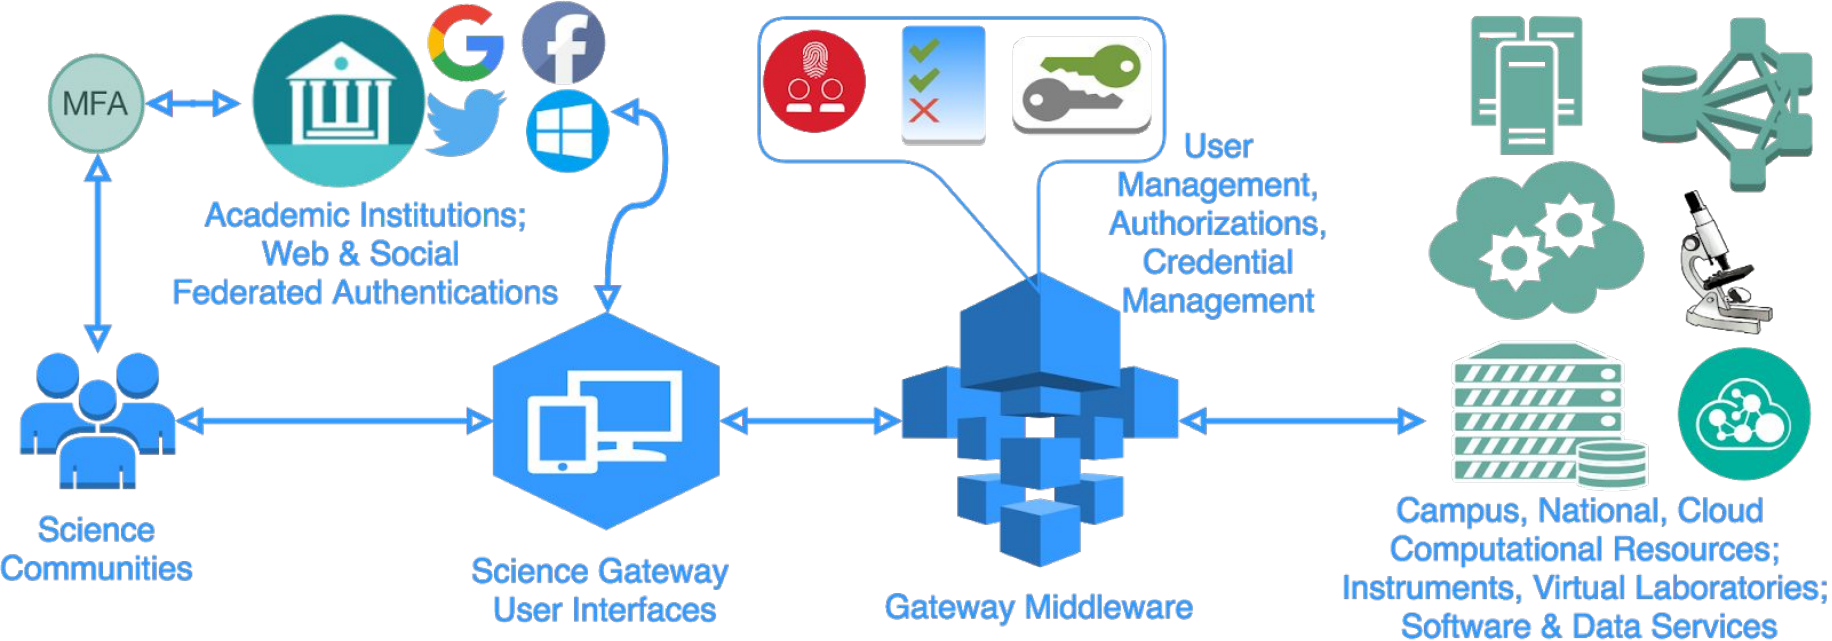 MFA
Academic Institutions;
Web & Social
Federated Authentications
User
Management,
Authorizations,
Credential
Management
Science
Communities
Science Gateway
User Interfaces
Gateway Middleware
Campus, National, Cloud
Computational Resources;
Instruments, Virtual Laboratories;
Software & Data Services